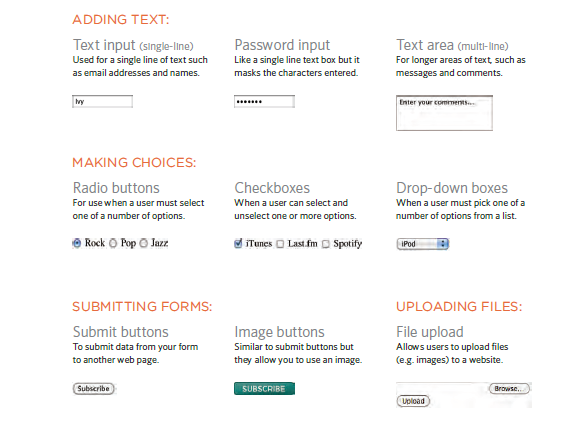 ADDING TEXT:
Text input (single-line)
Used for a single line of text such
as email addresses and names.
Ivy
Password input
Like a single line text box but it
masks the characters entered.
•••••••
Text area (multi-line)
For longer areas of text, such as
messages and comments.
Enter your comments...
MAKING CHOICES:
Radio buttons
For use when a user must select
one of a number of options.
Rock Pop Jazz
Checkboxes
When a user can select and
unselect one or more options.
iTunes Last.fm Spotify
Drop-down boxes
When a user must pick one of a
number of options from a list.
iPod
SUBMITTING FORMS:
Submit buttons
To submit data from your form
to another web page.
Subscribe
Image buttons
Similar to submit buttons but
they allow you to use an image.
SUBSCRIBE
UPLOADING FILES:
File upload
Allows users to upload files
(e.g. images) to a website.
Browse...
Upload